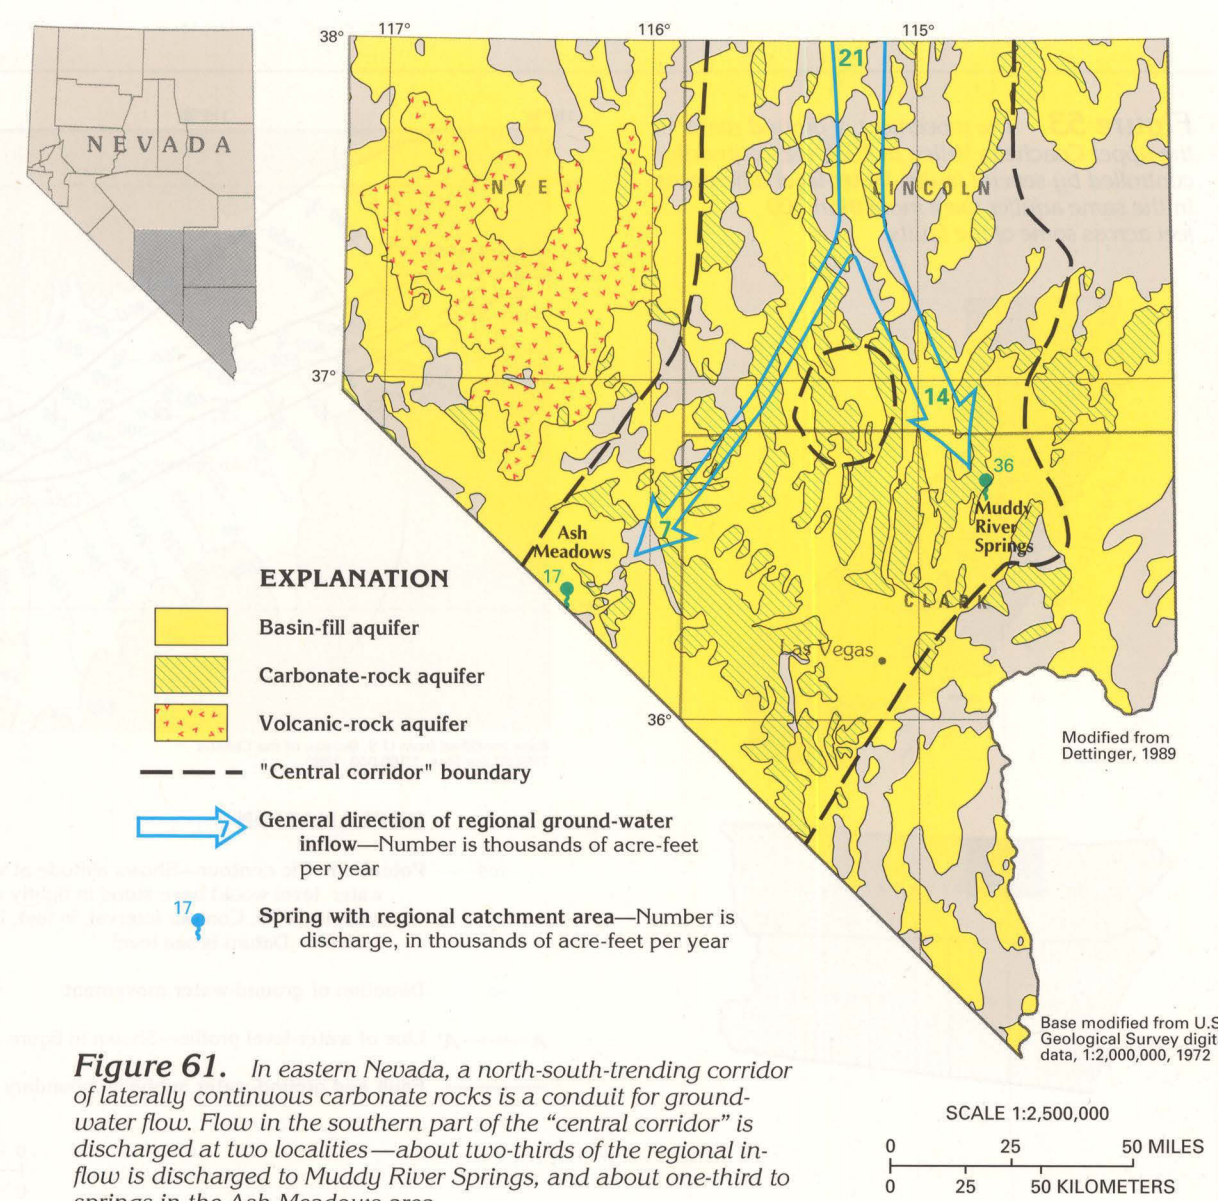 38°
117°
116°
115°
NEVADA
NYE
21
LINCOLN
37°
14
36
Muddy
River
Springs
7
Ash
Meadows
17
CLARK
Las Vegas
36°
EXPLANATION
Basin-fill aquifer
Carbonate-rock aquifer
Volcanic-rock aquifer
"Central corridor" boundary
7
General direction of regional ground-water
inflow—Number is thousands of acre-feet
per year
17
Spring with regional catchment area—Number is
discharge, in thousands of acre-feet per year
Modified from
Dettinger, 1989
Base modified from U.S
Geological Survey digit
data, 1:2,000,000, 1972
SCALE 1:2,500,000
0 25 50 MILES
0 25 50 KILOMETERS
Figure 61. In eastern Nevada, a north-south-trending corridor
of laterally continuous carbonate rocks is a conduit for ground-
water flow. Flow in the southern part of the “central corridor” is
discharged at two localities—about two-thirds of the regional in-
flow is discharged to Muddy River Springs, and about one-third to
springs in the Ash Meadows area.